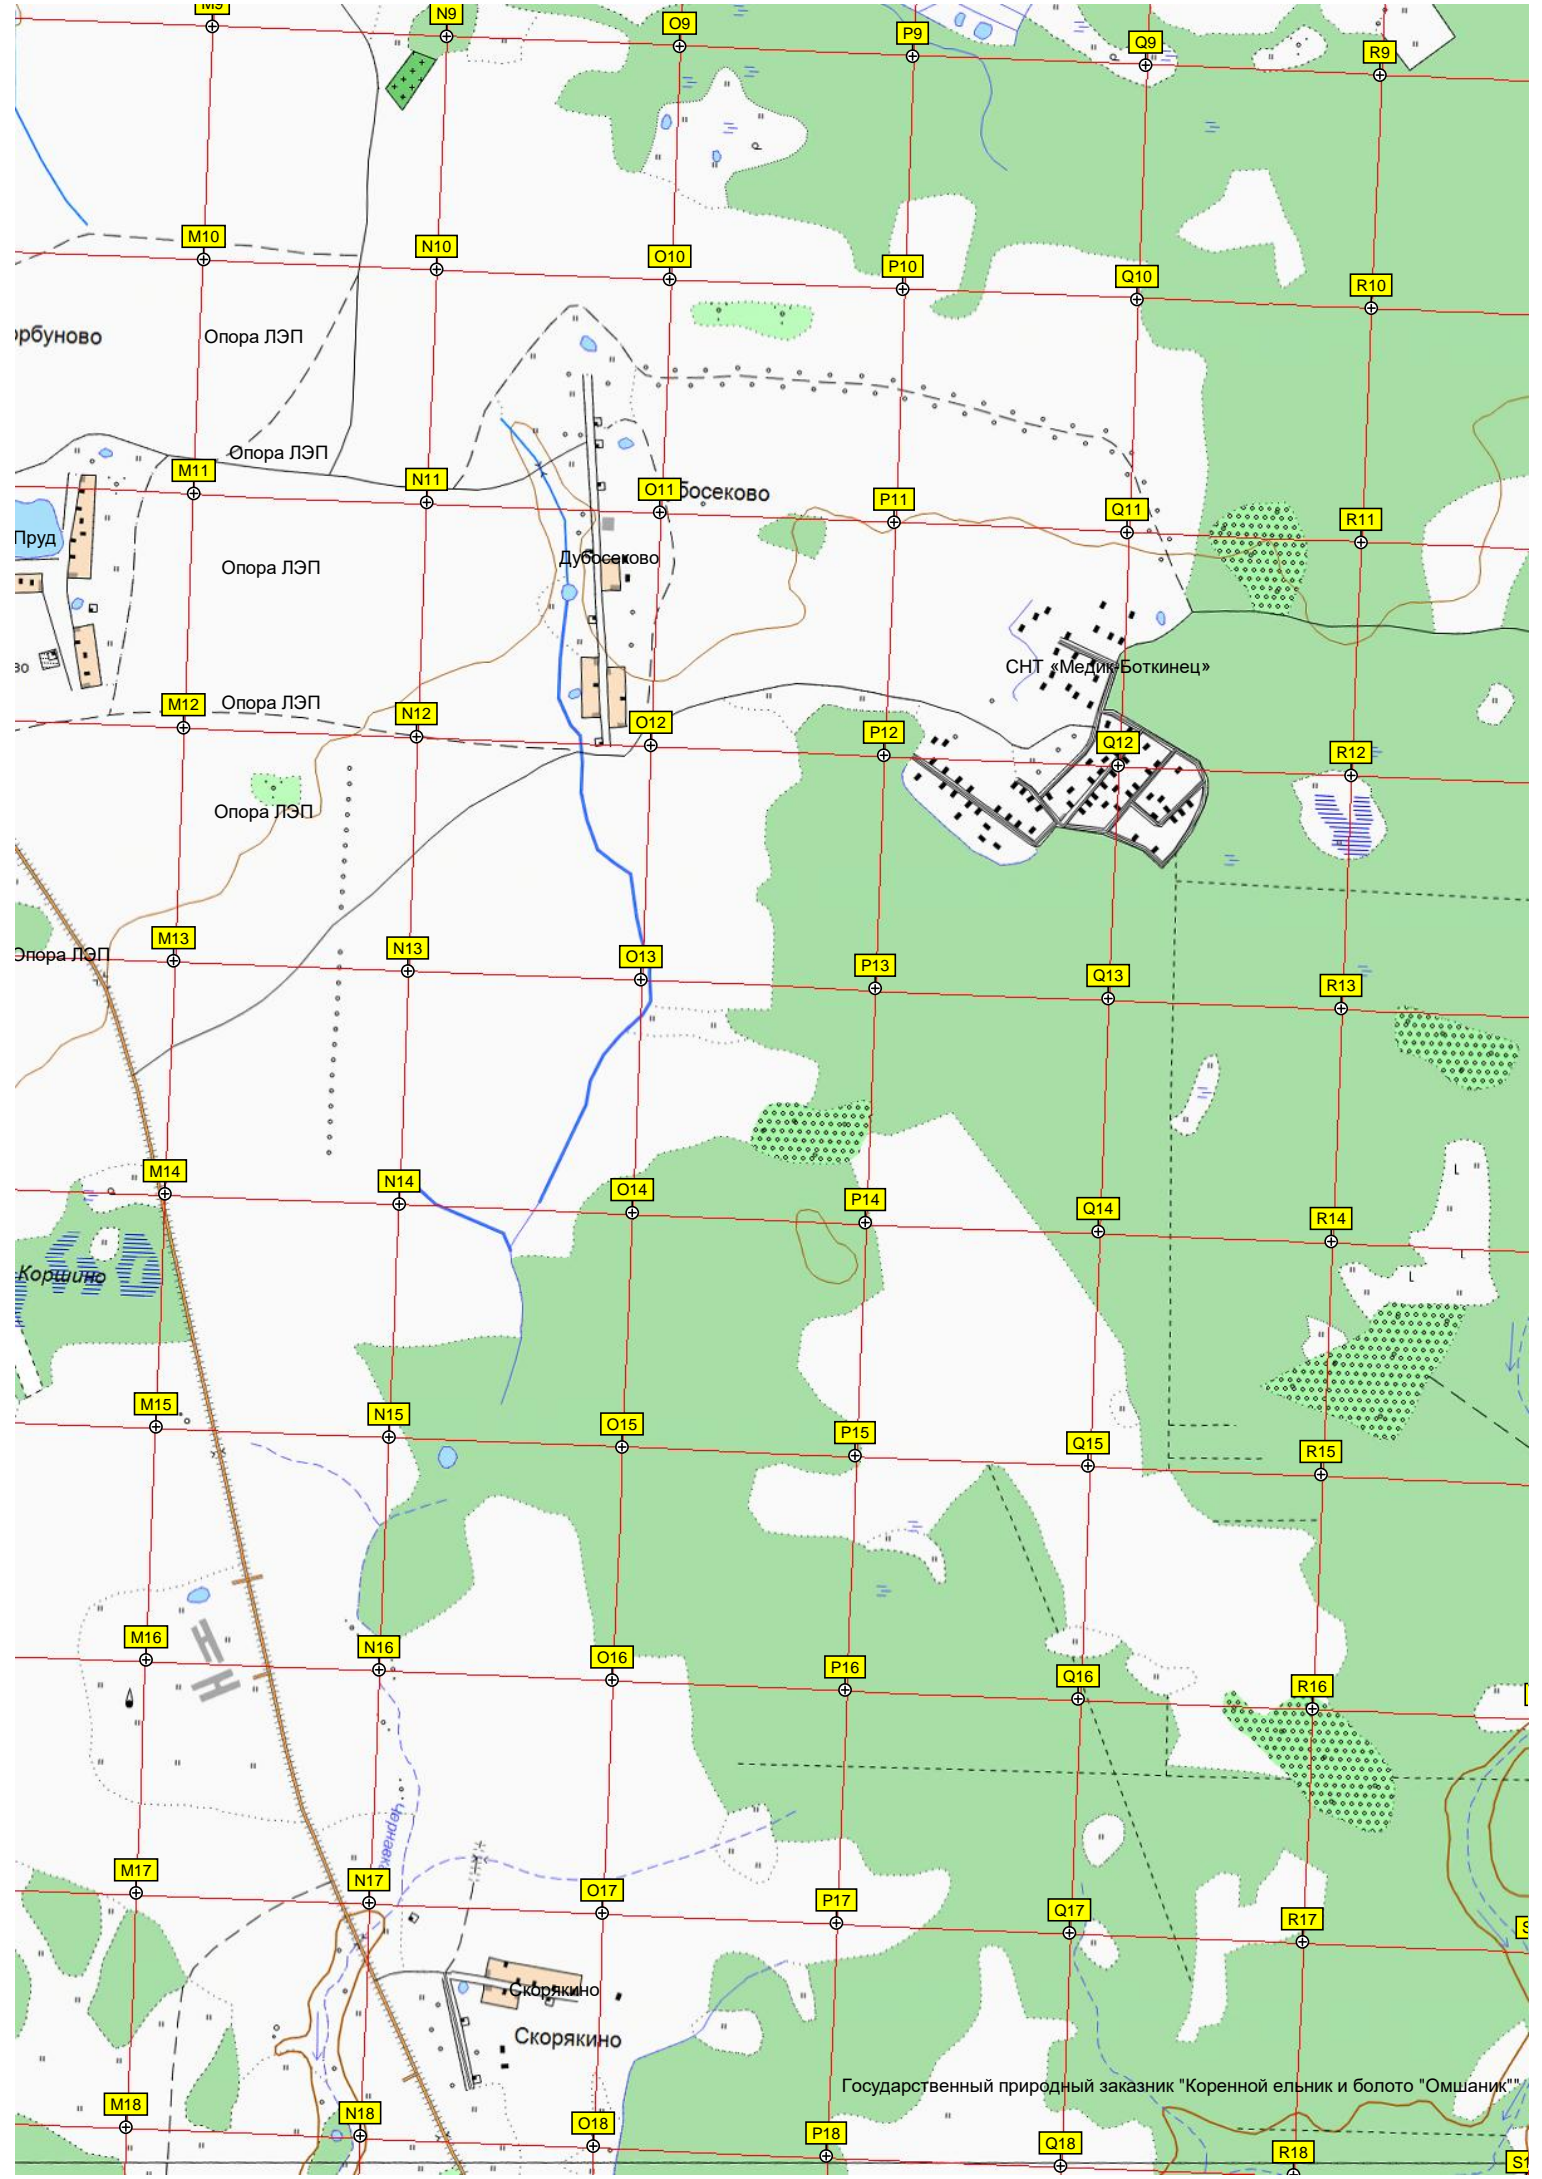 M9
N9
O9
P9
Q9
R9
M10
N10
O10
P10
Q10
R10
рбуново
Опора ЛЭП
Опора ЛЭП
M11
N11
O11
босеково
P11
Q11
R11
Пруд
Дубосеково
Опора ЛЭП
СНТ «Медик-Боткинец»
во
Опора ЛЭП
M12
N12
O12
P12
Q12
R12
Опора ЛЭП
M13
N13
O13
P13
Q13
R13
Опора ЛЭП
M14
N14
O14
P14
Q14
R14
Коршино
M15
N15
O15
P15
Q15
R15
M16
N16
O16
P16
Q16
R16
Чернавка
M17
N17
O17
P17
Q17
R17
S
Скорякино
Скорякино
Государственный природный заказник "Коренной ельник и болото "Омшаник""
M18
N18
O18
P18
Q18
R18
S1